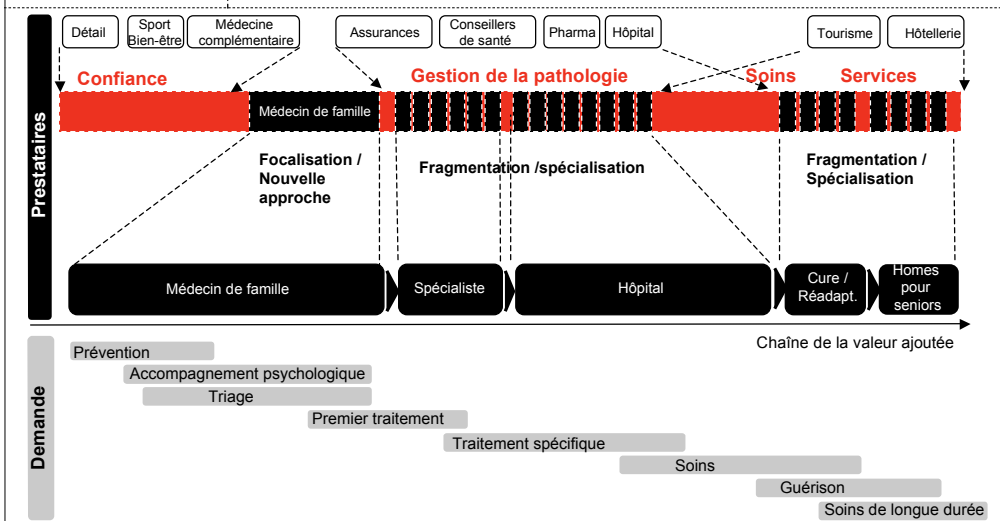 Détail
Sport
Bien-être
Médecine
complémentaire
Assurances
Conseillers
de santé
Pharma
Hôpital
Tourisme
Hôtellerie
Confiance
Gestion de la pathologie
Soins
Services
Prestataires
Médecin de famille
Focalisation /
Nouvelle
approche
Fragmentation /spécialisation
Fragmentation /
Spécialisation
Médecin de famille
Spécialiste
Hôpital
Cure /
Réadapt.
Homes
pour
seniors
Chaîne de la valeur ajoutée
Demande
Prévention
Accompagnement psychologique
Triage
Premier traitement
Traitement spécifique
Soins
Guérison
Soins de longue durée